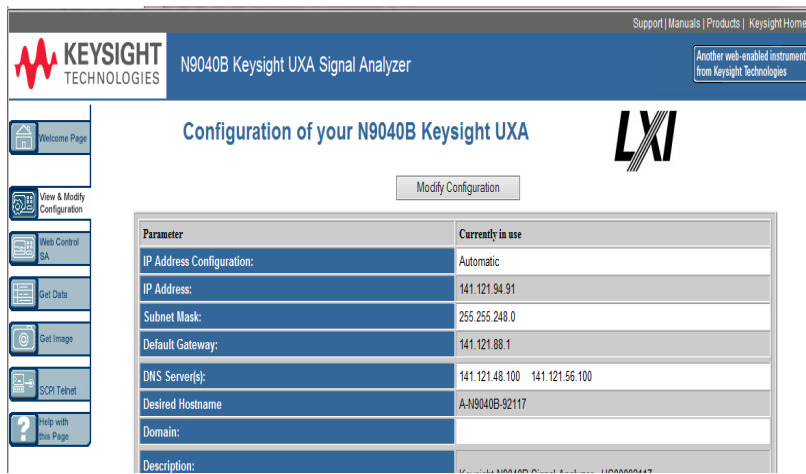 Support | Manuals | Products | Keysight Home
KEYSIGHT
TECHNOLOGIES
N9040B Keysight UXA Signal Analyzer
Another web-enabled instrument
from Keysight Technologies
Welcome Page
View & Modify
Configuration
Web Control
SA
Get Data
Get Image
SCPI Telnet
Help with
this Page
Configuration of your N9040B Keysight UXA
LXI
Modify Configuration
Parameter Currently in use
IP Address Configuration: Automatic
IP Address: 141.121.94.91
Subnet Mask: 255.255.248.0
Default Gateway: 141.121.88.1
DNS Server(s): 141.121.48.100 141.121.56.100
Desired Hostname A-N9040B-92117
Domain:
Description: Keysight N9040B Signal Analyzer